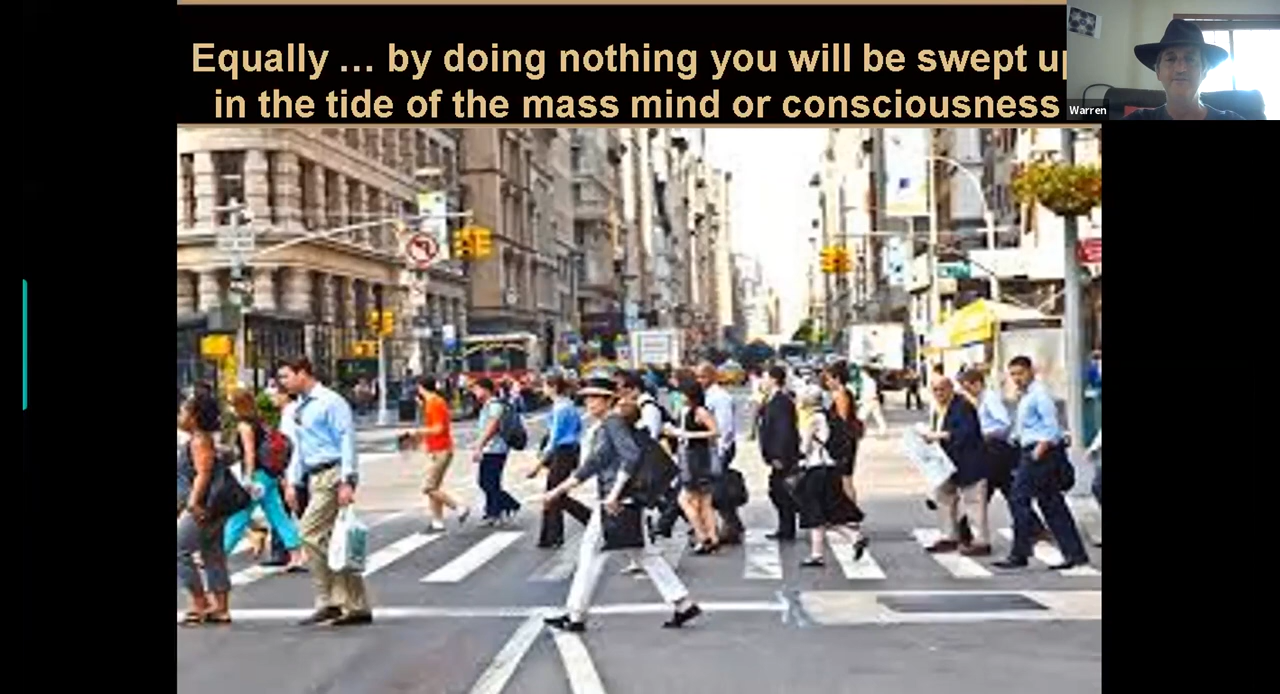 Equally ... by doing nothing you will be swept up
in the tide of the mass mind or consciousness
Warren